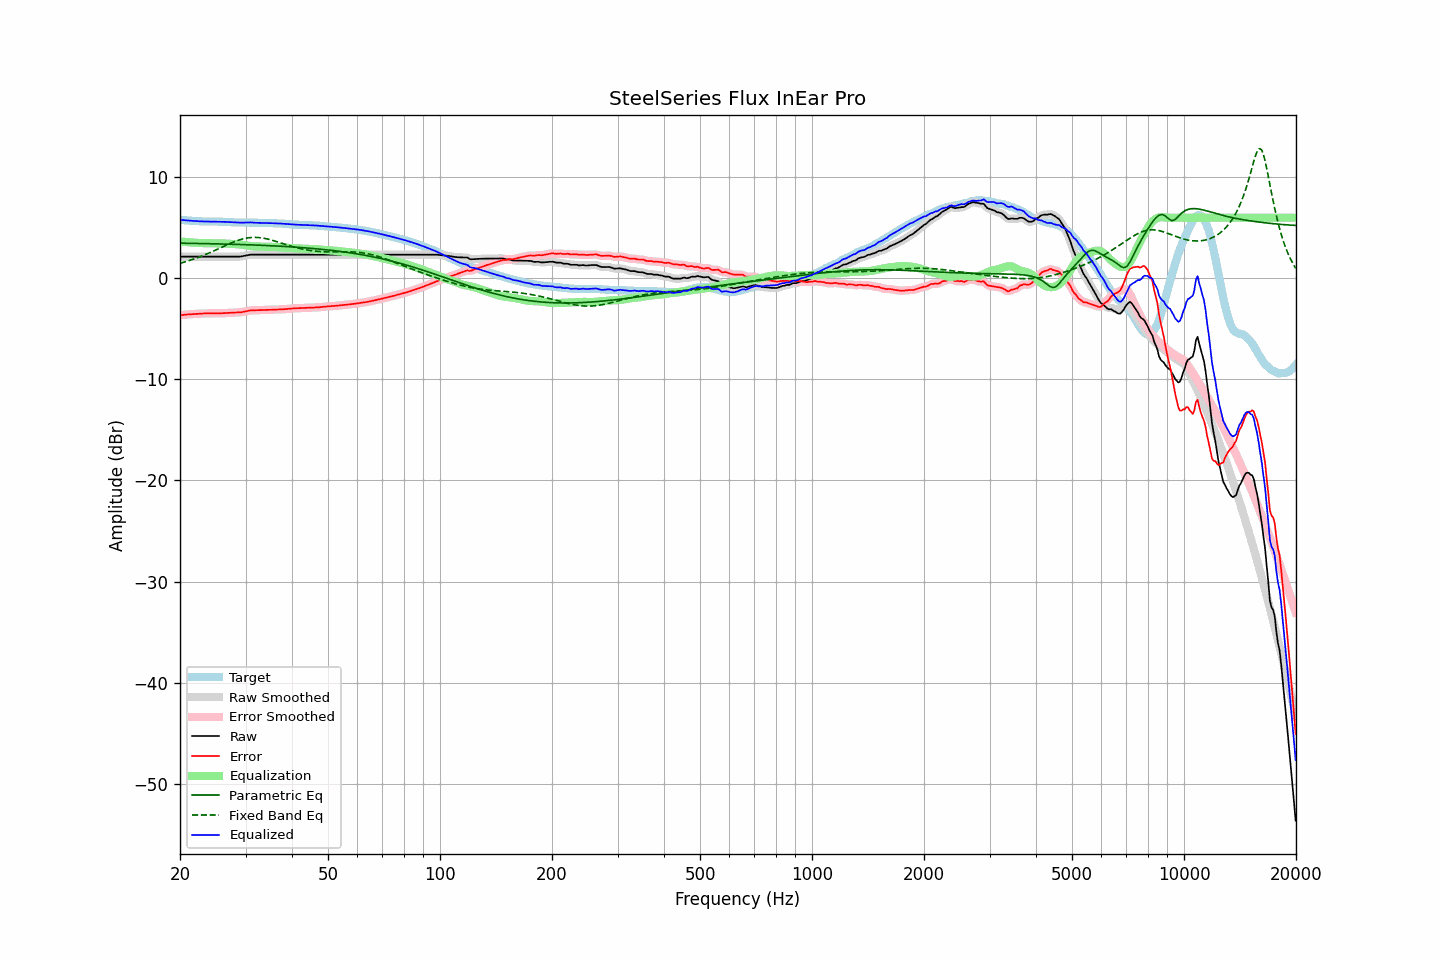 SteelSeries Flux InEar Pro
Amplitude (dBr)
10
0
−10
−20
−30
−40
−50
Target
Raw Smoothed
Error Smoothed
Raw
Error
Equalization
Parametric Eq
Fixed Band Eq
Equalized
20
50
100
200
500
1000
2000
5000
10000
20000
Frequency (Hz)